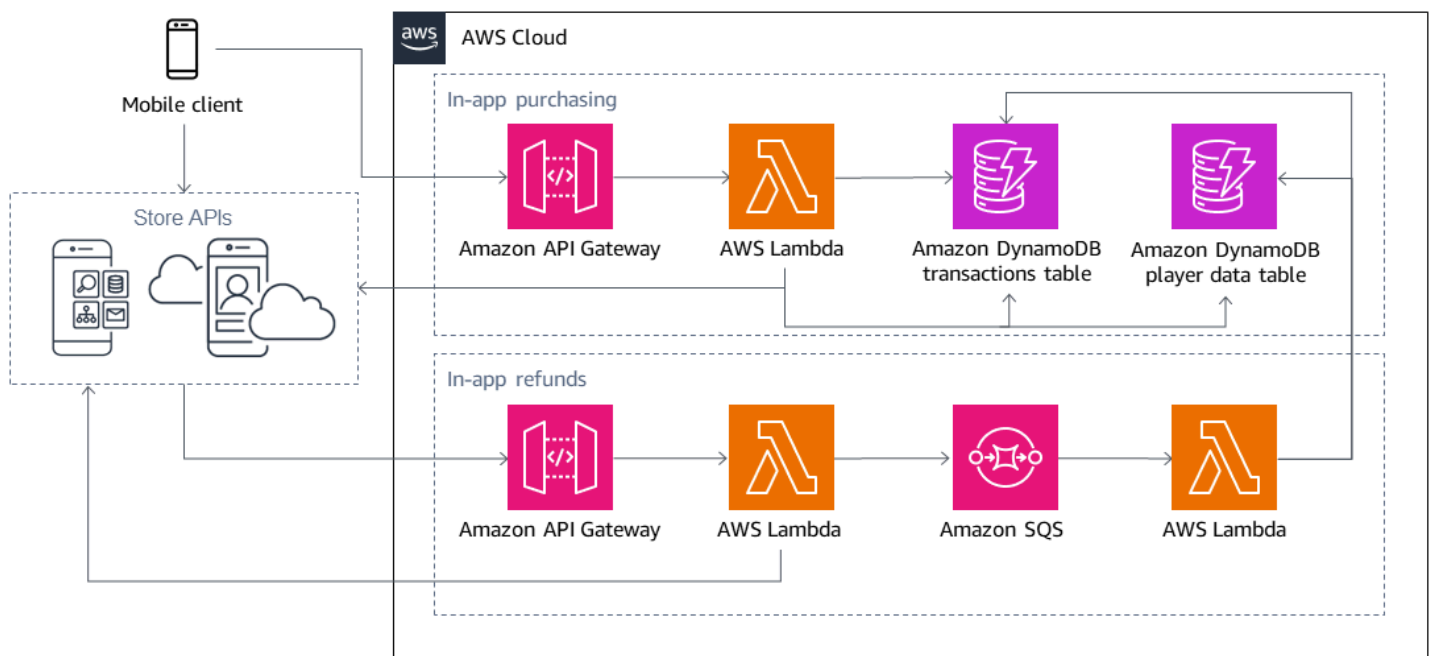 aws
AWS Cloud
Mobile client
In-app purchasing
Store APIs
</>
Amazon API Gateway
AWS Lambda
Amazon DynamoDB
transactions table
Amazon DynamoDB
player data table
In-app refunds
</>
Amazon API Gateway
AWS Lambda
Amazon SQS
AWS Lambda